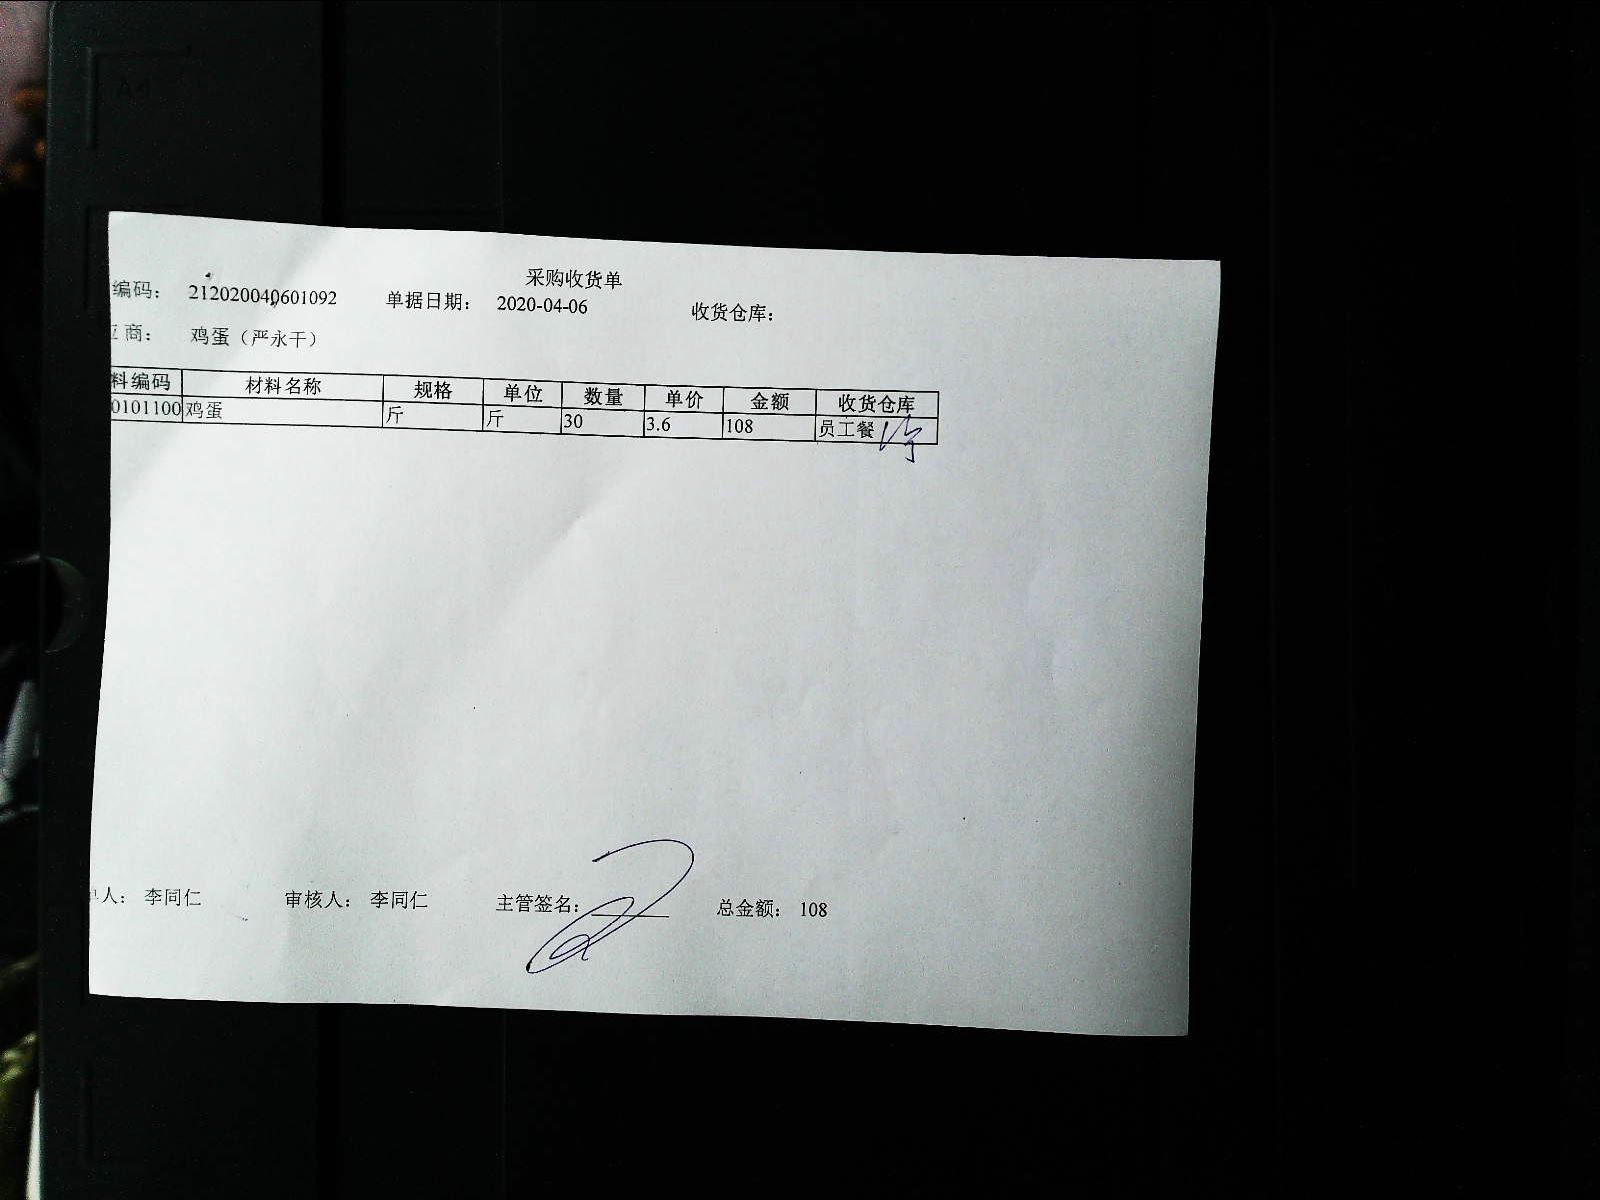 采购收货单
编码： 212020040601092 单据日期： 2020-04-06 收货仓库：
商： 鸡蛋（严永干）
料编码 材料名称 规格 单位 数量 单价 金额 收货仓库
0101100 鸡蛋 斤 斤 30 3.6 108 员工餐
人： 李同仁 审核人： 李同仁 主管签名： 总金额： 108